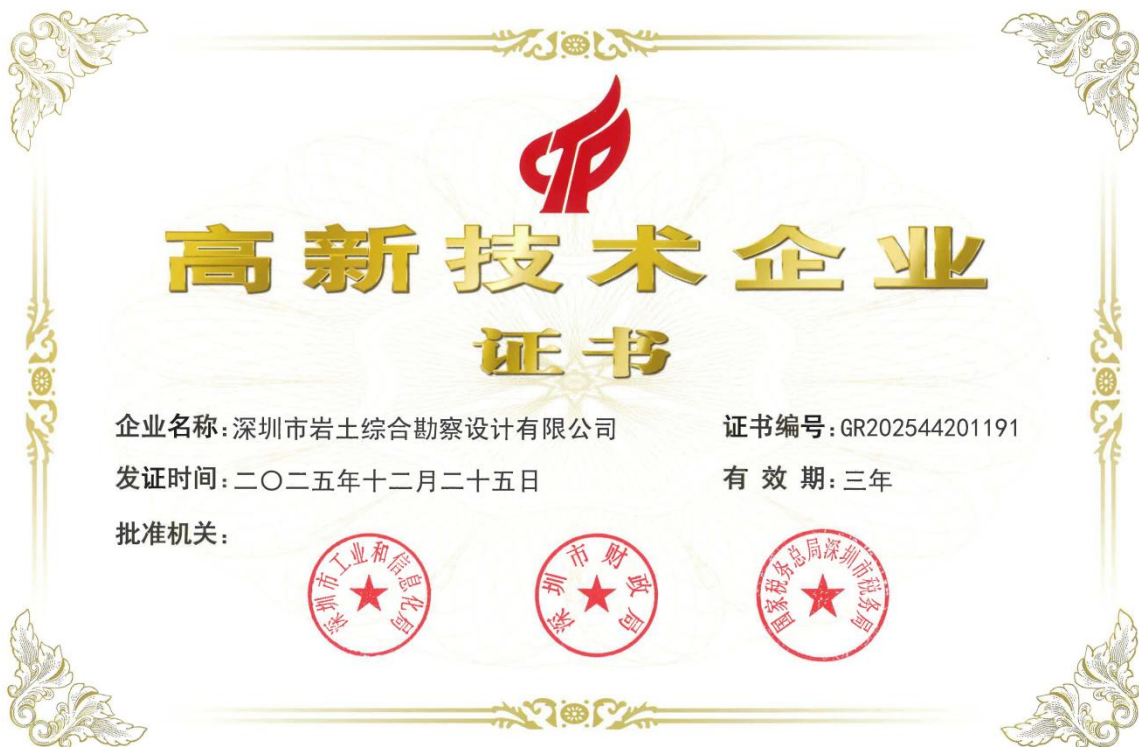 高新技术企业
证书
企业名称:深圳市岩土综合勘察设计有限公司
证书编号:GR202544201191
发证时间:二〇二五年十二月二十五日
有效期:三年
批准机关:
深圳市工业和信息化局
深圳市财政局
国家税务总局深圳市税务局